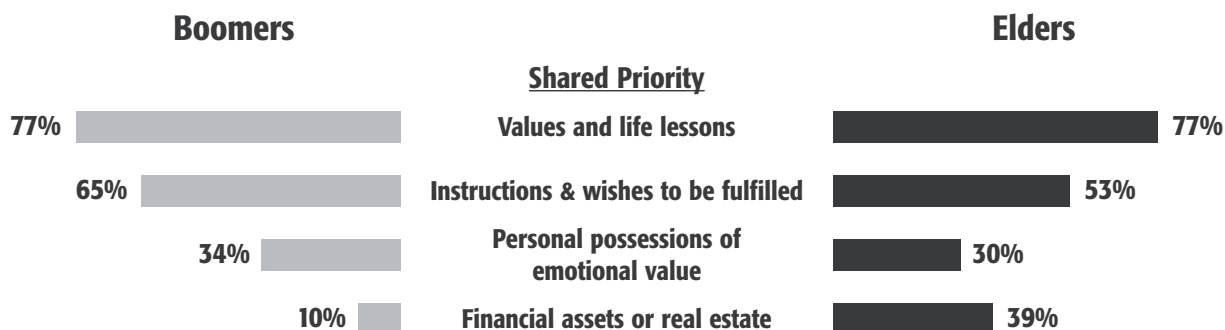 Boomers Elders
Shared Priority
77% Values and life lessons 77%
65% Instructions & wishes to be fulfilled 53%
34% Personal possessions of
emotional value 30%
10% Financial assets or real estate 39%